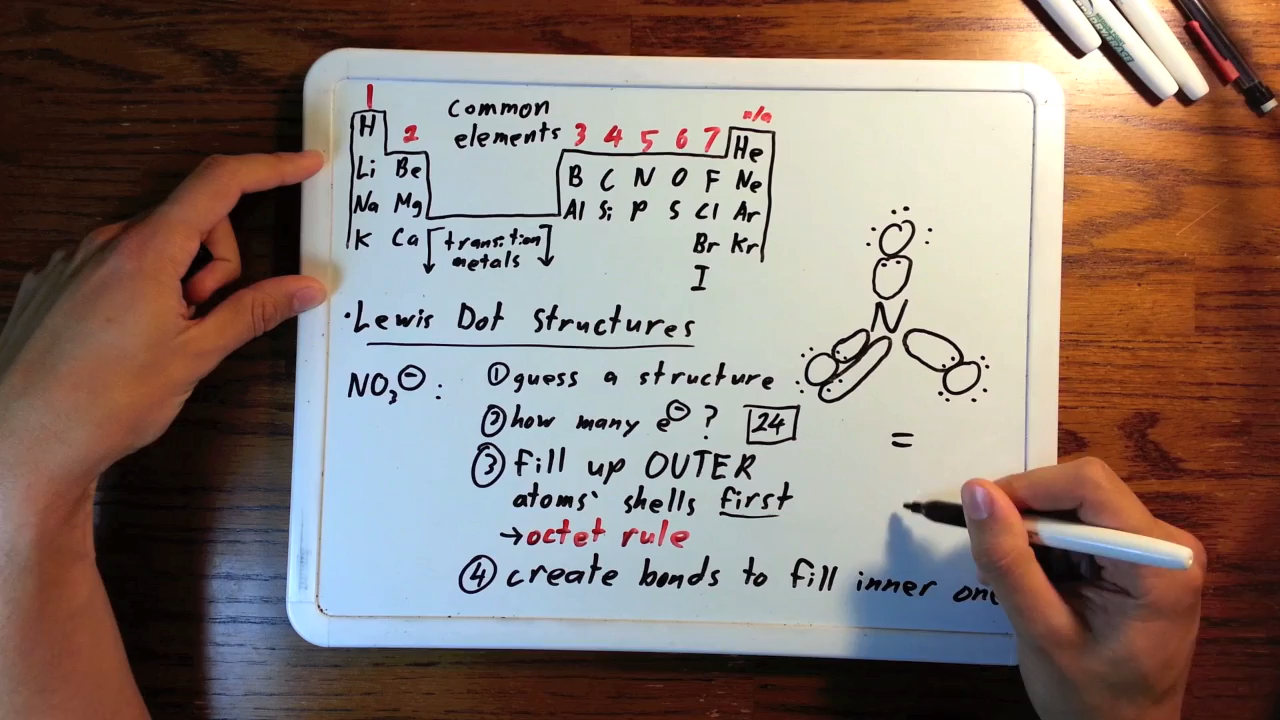 1
H
2
Common
elements
3 4 5 6 7
n/a
He
Li Be
B C N O F Ne
Na Mg
Al Si P S Cl Ar
K Ca
[transition
metals]
Br Kr
I
·Lewis Dot Structures
NO₃⊖:
① guess a structure
② how many e⊖? 24
③ fill up OUTER
atoms' shells first
→octet rule
④ create bonds to fill inner
O
O
N
O O
=